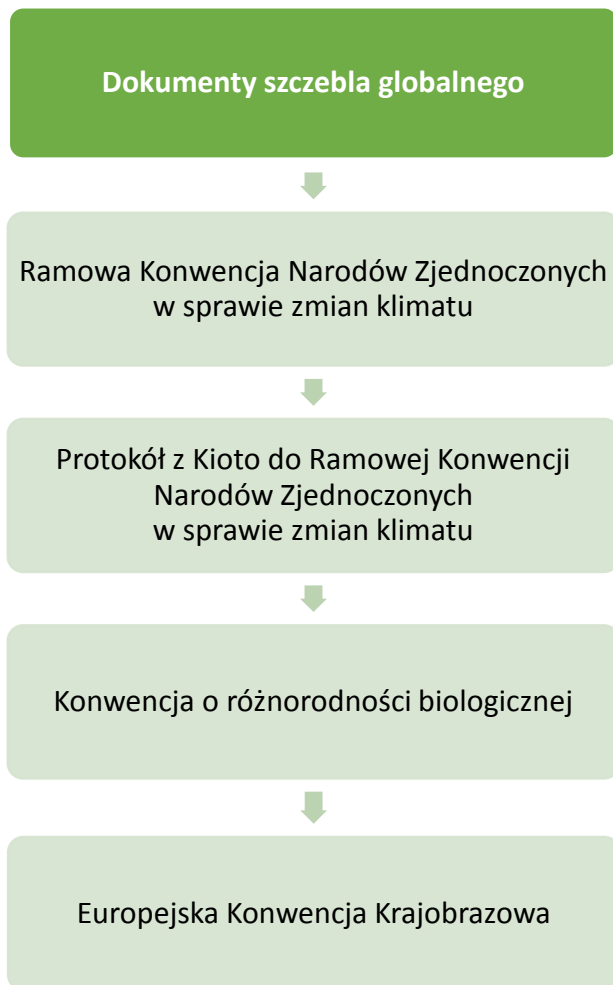 Dokumenty szczebla globalnego
Ramowa Konwencja Narodów Zjednoczonych
w sprawie zmian klimatu
Protokół z Kioto do Ramowej Konwencji
Narodów Zjednoczonych
w sprawie zmian klimatu
Konwencja o różnorodności biologicznej
Europejska Konwencja Krajobrazowa